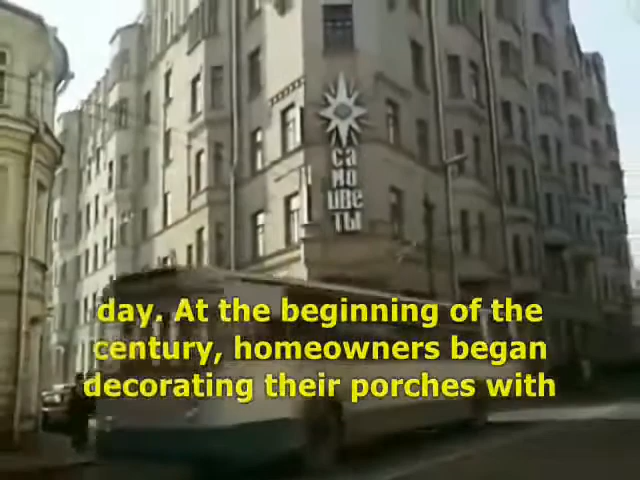 са
мо
цве
ты
day. At the beginning of the
century, homeowners began
decorating their porches with